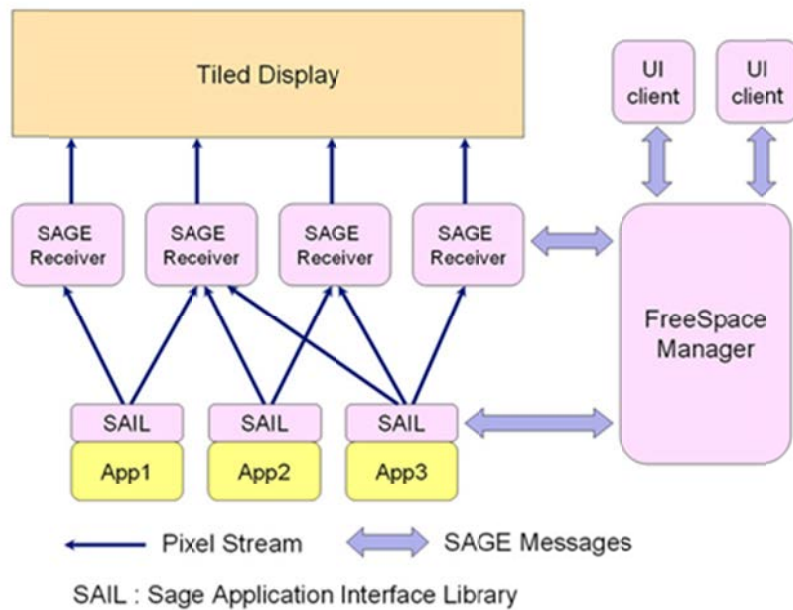 Tiled Display
UI
client
UI
client
SAGE
Receiver
SAGE
Receiver
SAGE
Receiver
SAGE
Receiver
FreeSpace
Manager
SAIL
SAIL
SAIL
App1
App2
App3
Pixel Stream
SAGE Messages
SAIL : Sage Application Interface Library